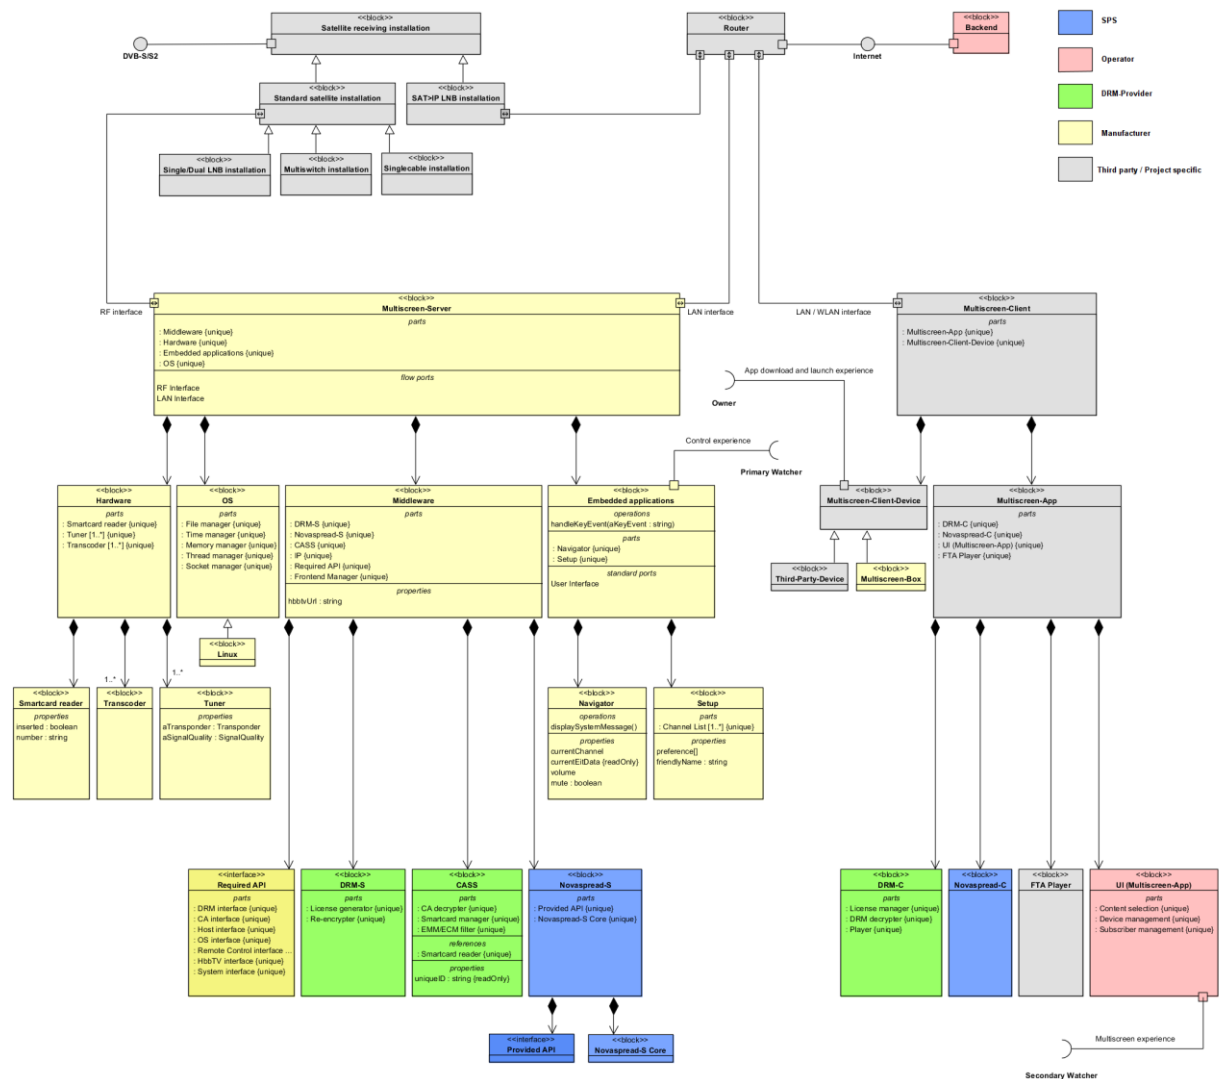 <<block>>
Satellite receiving installation
DVB-S/S2
<<block>>
Router
Internet
<<block>>
Backend
SPS
Operator
DRM-Provider
Manufacturer
Third party / Project specific
<<block>>
Standard satellite installation
<<block>>
SAT>IP LNB installation
<<block>>
Single/Dual LNB installation
<<block>>
Multiswitch installation
<<block>>
Singlecable installation
RF interface
<<block>>
Multiscreen-Server
parts
: Middleware {unique}
: Hardware {unique}
: Embedded applications {unique}
: OS {unique}
flow ports
RF Interface
LAN Interface
LAN interface
LAN / WLAN interface
<<block>>
Multiscreen-Client
parts
: Multiscreen-App {unique}
: Multiscreen-Client-Device {unique}
App download and launch experience
Owner
Control experience
Primary Watcher
<<block>>
Hardware
parts
: Smartcard reader {unique}
: Tuner [1..*] {unique}
: Transcoder [1..*] {unique}
<<block>>
OS
parts
: File manager {unique}
: Time manager {unique}
: Memory manager {unique}
: Thread manager {unique}
: Socket manager {unique}
<<block>>
Middleware
parts
: DRM-S {unique}
: Novaspread-S {unique}
: CASS {unique}
: IP {unique}
: Required API {unique}
: Frontend Manager {unique}
properties
hbbtvUrl : string
<<block>>
Embedded applications
operations
handleKeyEvent(aKeyEvent : string)
parts
: Navigator {unique}
: Setup {unique}
standard ports
User Interface
<<block>>
Multiscreen-Client-Device
<<block>>
Multiscreen-App
parts
: DRM-C {unique}
: Novaspread-C {unique}
: UI (Multiscreen-App) {unique}
: FTA Player {unique}
<<block>>
Third-Party-Device
<<block>>
Multiscreen-Box
<<block>>
Linux
1..*
1..*
<<block>>
Smartcard reader
properties
inserted : boolean
number : string
<<block>>
Transcoder
<<block>>
Tuner
properties
aTransponder : Transponder
aSignalQuality : SignalQuality
<<block>>
Navigator
operations
displaySystemMessage()
properties
currentChannel
currentEitData {readOnly}
volume
mute : boolean
<<block>>
Setup
parts
: Channel List [1..*] {unique}
properties
preference[]
friendlyName : string
<<interface>>
Required API
parts
: DRM interface {unique}
: CA interface {unique}
: Host interface {unique}
: OS interface {unique}
: Remote Control interface ...
: HbbTV interface {unique}
: System interface {unique}
<<block>>
DRM-S
parts
: License generator {unique}
: Re-encrypter {unique}
<<block>>
CASS
parts
: CA decrypter {unique}
: Smartcard manager {unique}
: EMM/ECM filter {unique}
references
: Smartcard reader {unique}
properties
uniqueID : string {readOnly}
<<block>>
Novaspread-S
parts
: Provided API {unique}
: Novaspread-S Core {unique}
<<block>>
DRM-C
parts
: License manager {unique}
: DRM decrypter {unique}
: Player {unique}
<<block>>
Novaspread-C
<<block>>
FTA Player
<<block>>
UI (Multiscreen-App)
parts
: Content selection {unique}
: Device management {unique}
: Subscriber management {unique}
<<interface>>
Provided API
<<block>>
Novaspread-S Core
Multiscreen experience
Secondary Watcher